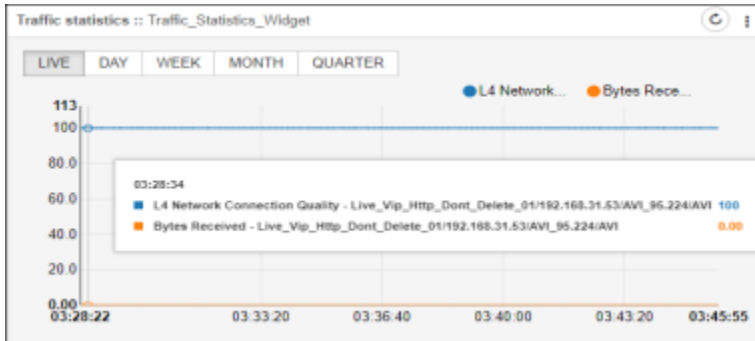 Traffic statistics :: Traffic_Statistics_Widget
LIVE DAY WEEK MONTH QUARTER
L4 Network... Bytes Rece...
113
100
80.0
03:28:34
L4 Network Connection Quality - Live_Vip_Http_Dont_Delete_01/192.168.31.53/AVI_95.224/AVI 100
60.0
Bytes Received - Live_Vip_Http_Dont_Delete_01/192.168.31.53/AVI_95.224/AVI 0.00
40.0
20.0
0.00
03:28:22 03:33:20 03:36:40 03:40:00 03:43:20 03:45:55